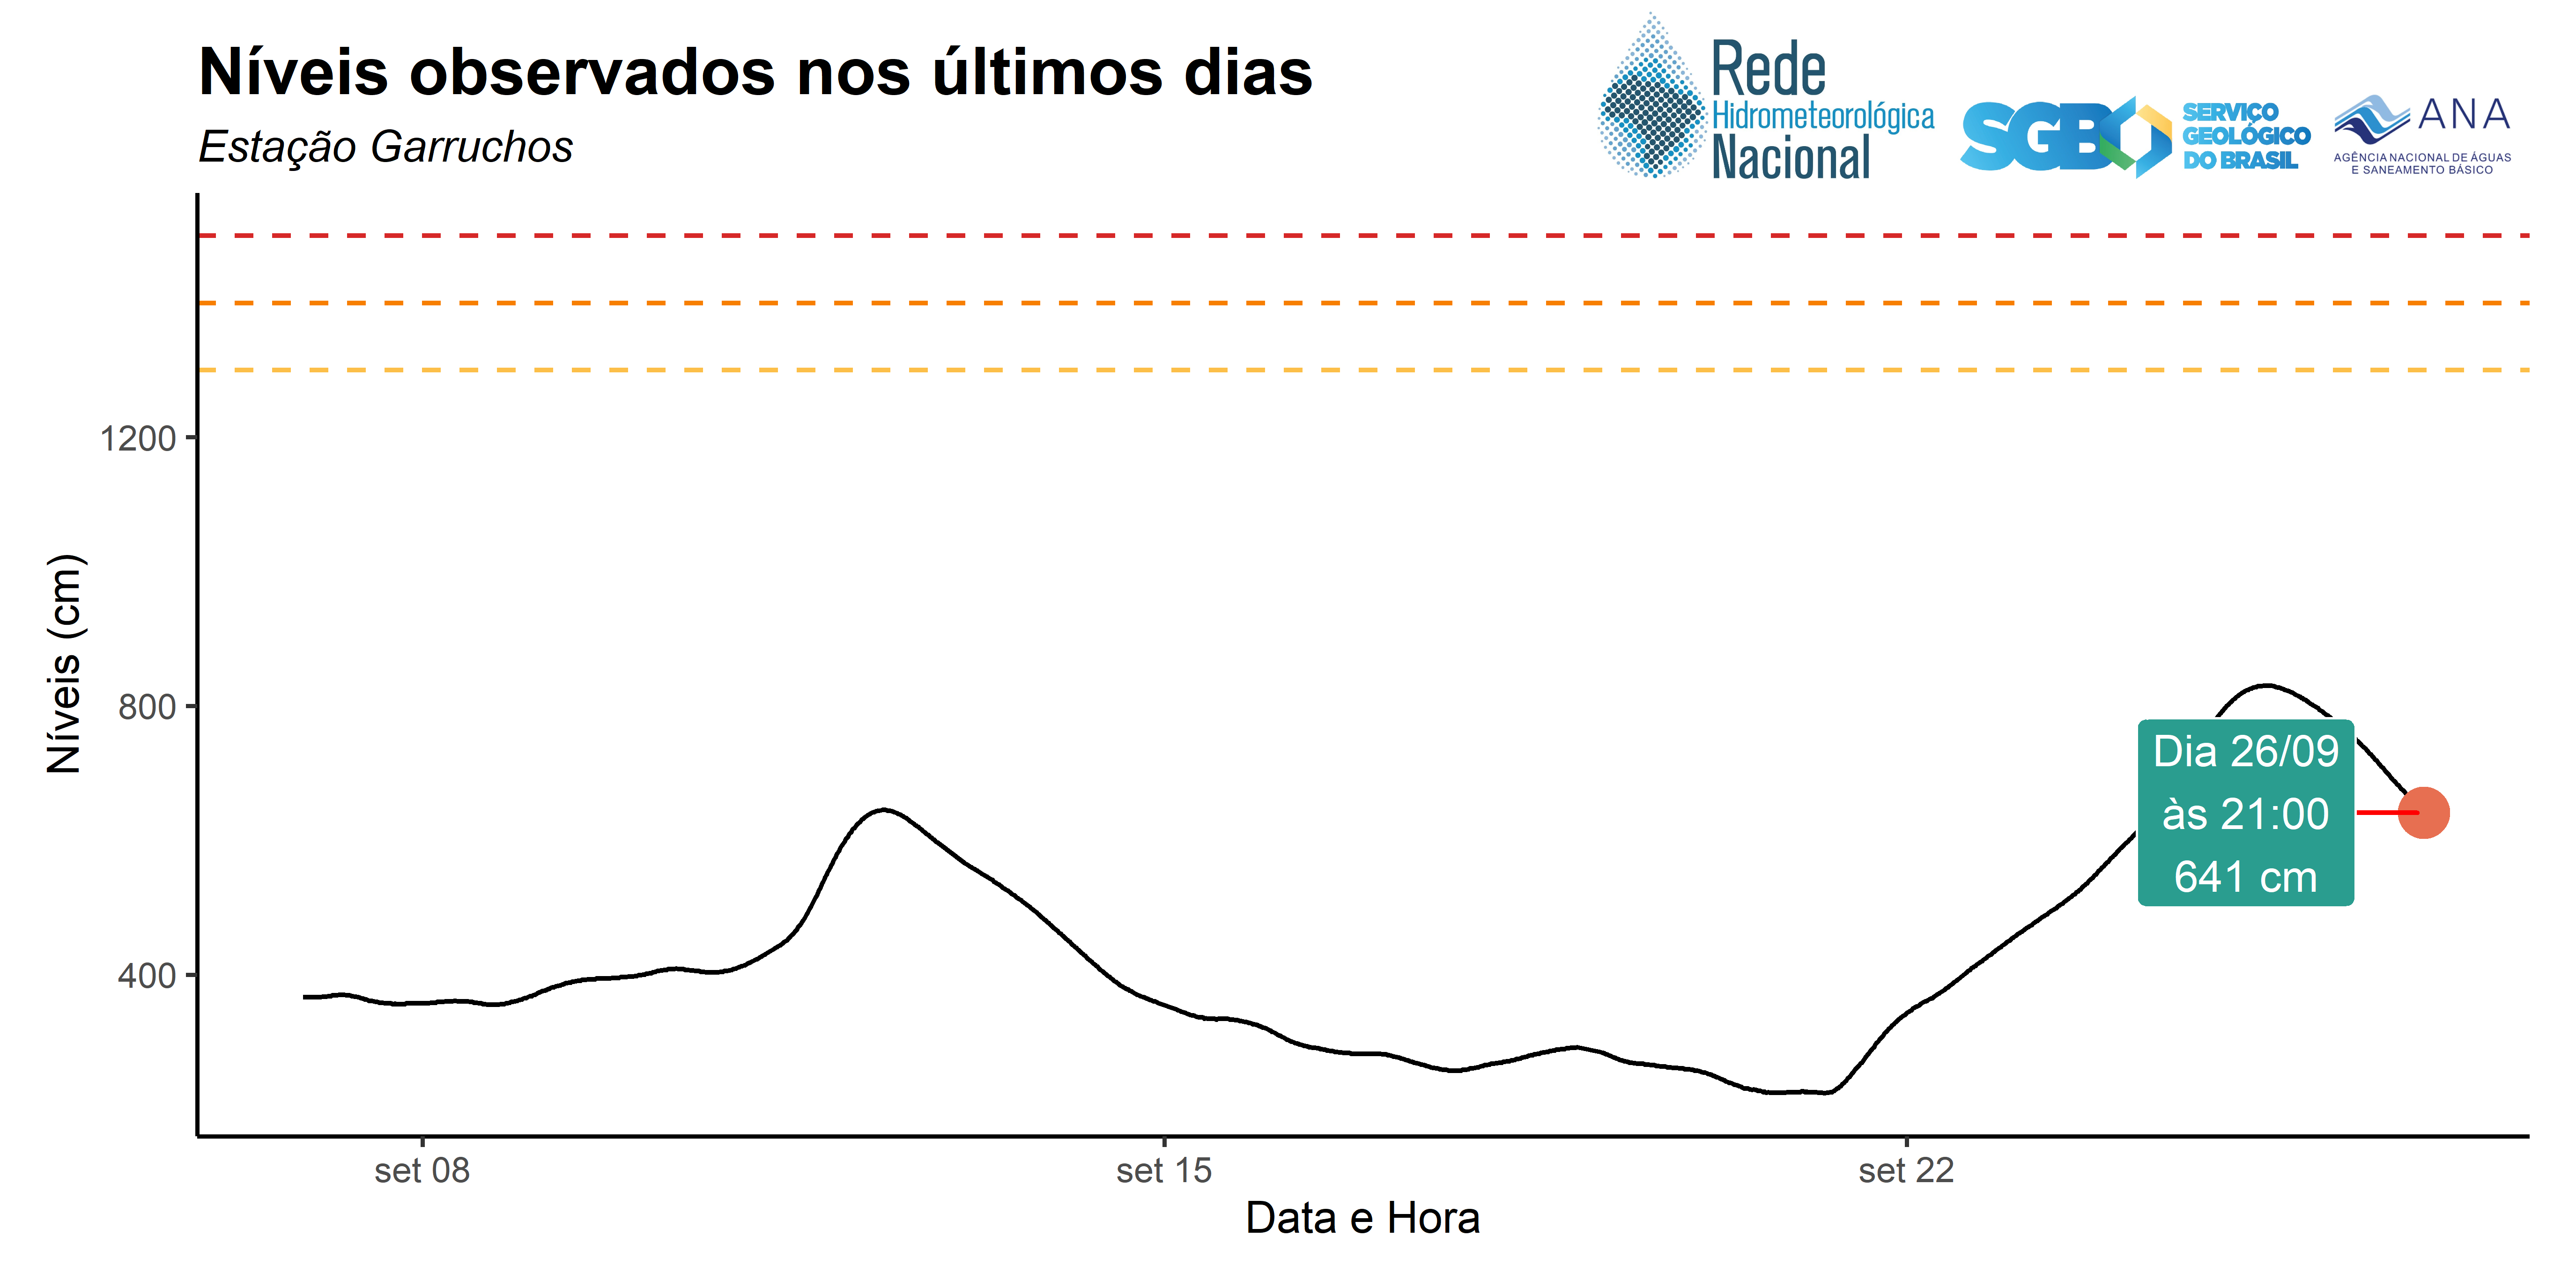 Níveis observados nos últimos dias
Estação Garruchos
Rede
Hidrometeorológica
Nacional
SGB
SERVIÇO
GEOLÓGICO
DO BRASIL
ANA
AGÊNCIA NACIONAL DE ÁGUAS
E SANEAMENTO BÁSICO
Níveis (cm)
1200
800
400
Dia 26/09
às 21:00
641 cm
set 08
set 15
set 22
Data e Hora